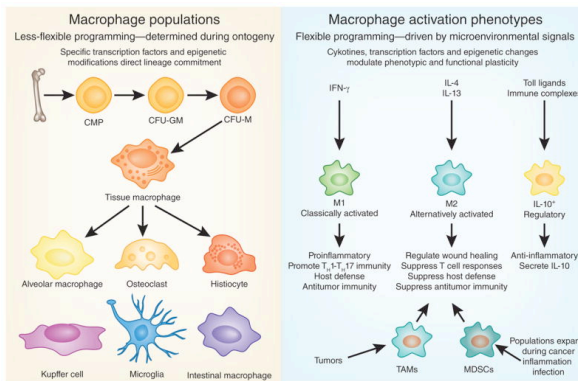 Macrophage populations
Less-flexible programming—determined during ontogeny
Specific transcription factors and epigenetic
modifications direct lineage commitment
CMP
CFU-GM
CFU-M
Tissue macrophage
Alveolar macrophage
Osteoclast
Histiocyte
Kupffer cell
Microglia
Intestinal macrophage
Macrophage activation phenotypes
Flexible programming—driven by microenvironmental signals
Cykotines, transcription factors and epigenetic changes
modulate phenotypic and functional plasticity
IFN-γ
IL-4
IL-13
Toll ligands
Immune complexes
M1
Classically activated
M2
Alternatively activated
IL-10⁺
Regulatory
Proinflammatory
Promote TH1-TH17 immunity
Host defense
Antitumor immunity
Regulate wound healing
Suppress T cell responses
Suppress host defense
Suppress antitumor immunity
Anti-inflammatory
Secrete IL-10
Tumors
TAMs
MDSCs
Populations expan
during cancer
inflammation
infection